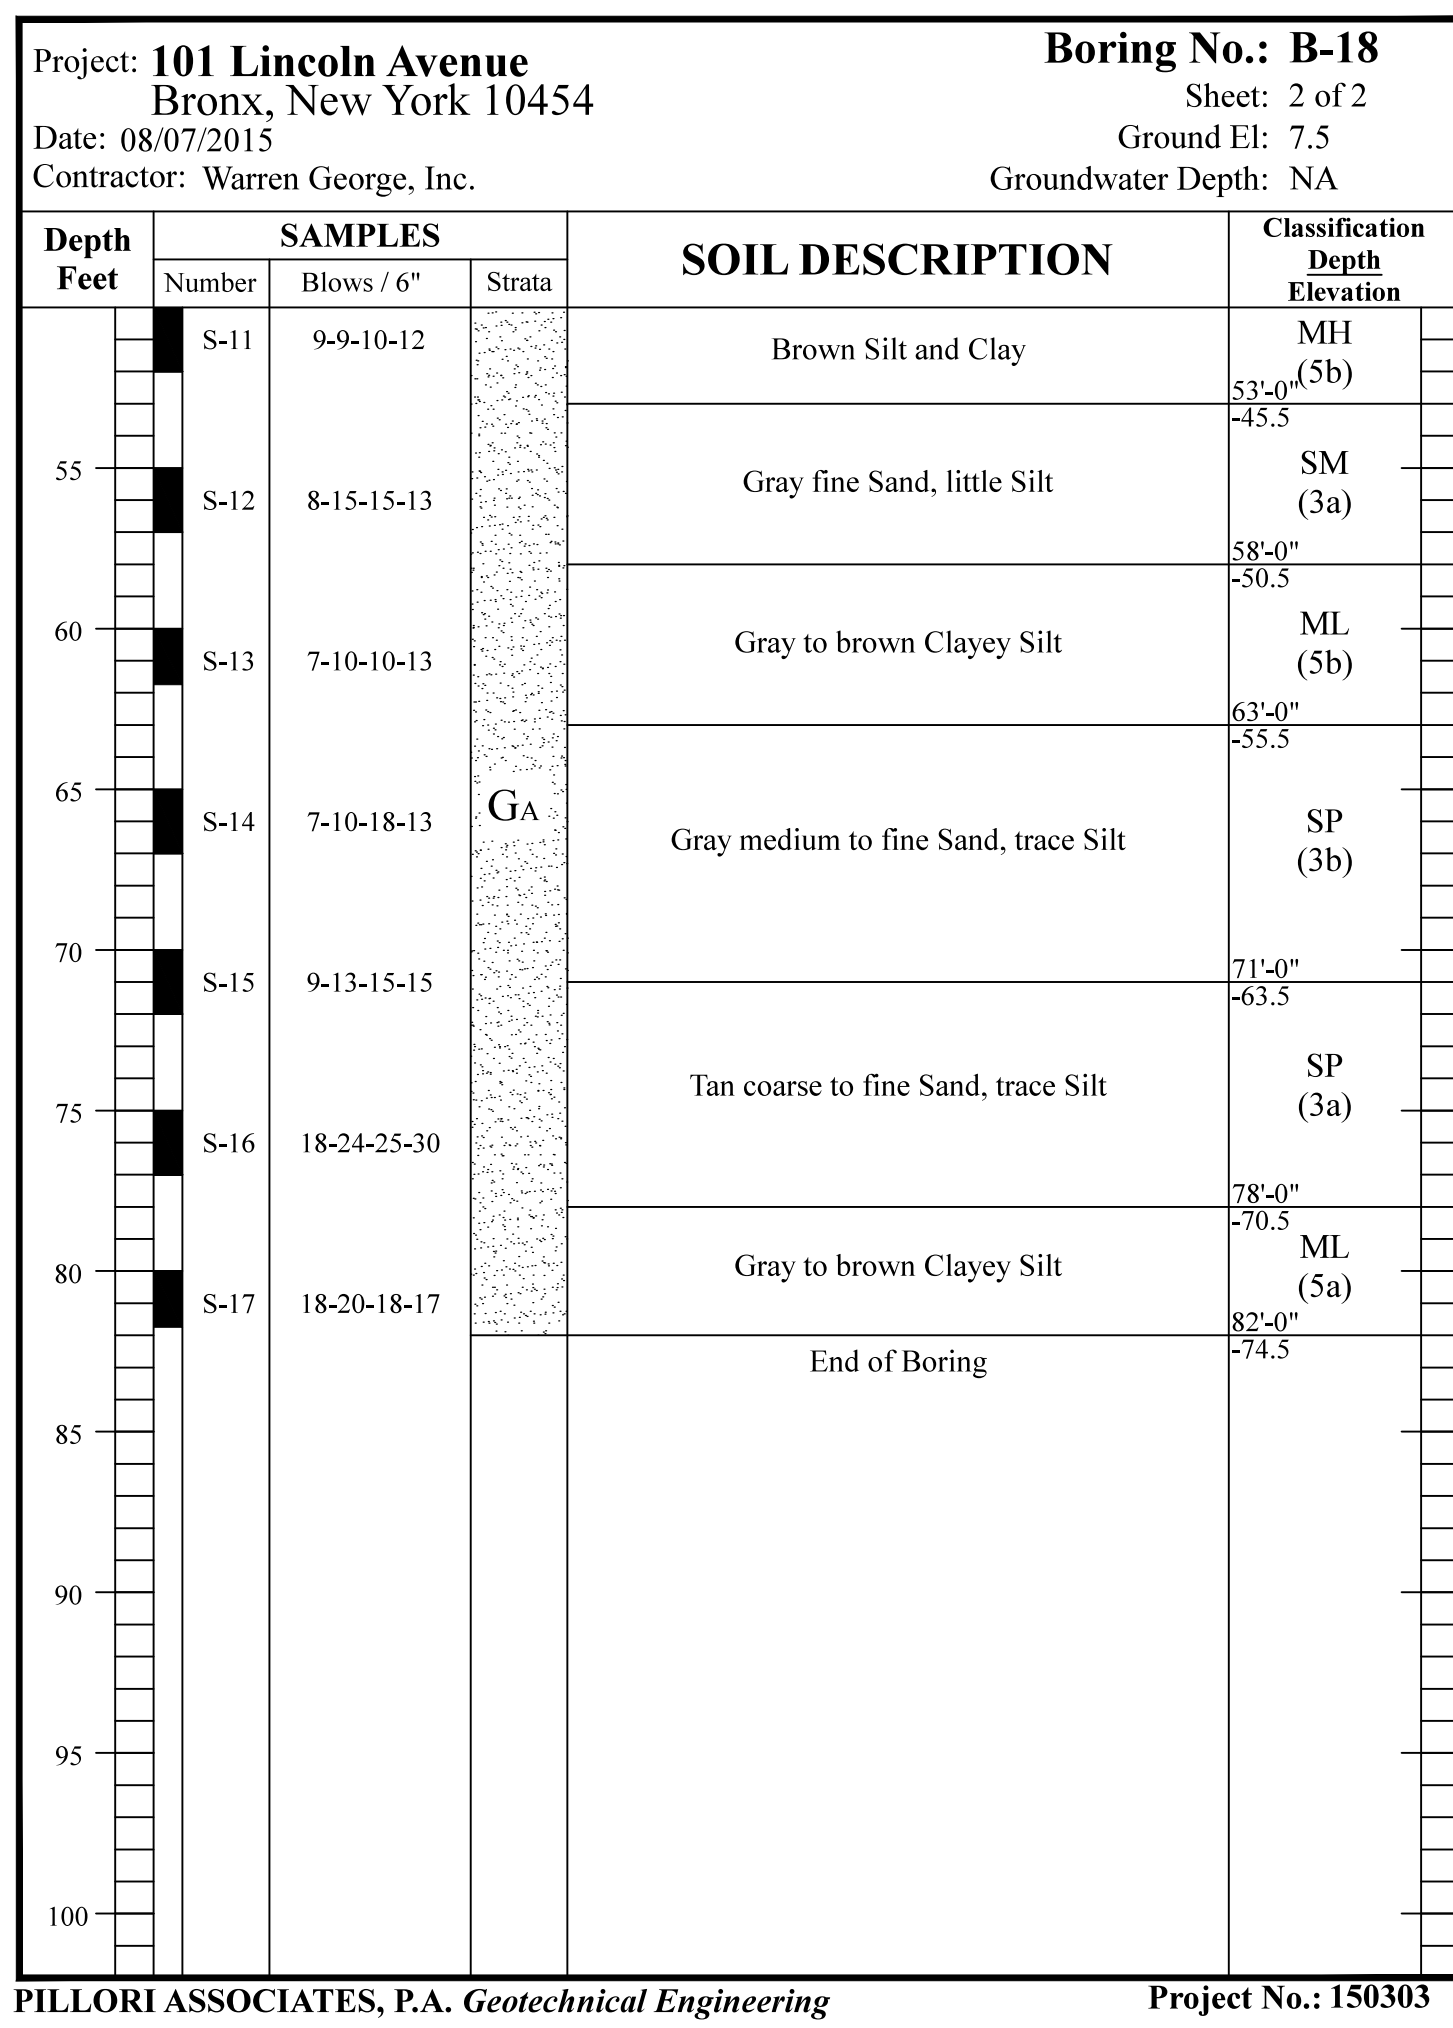 Project: 101 Lincoln Avenue
Bronx, New York 10454
Date: 08/07/2015
Contractor: Warren George, Inc.
Boring No.: B-18
Sheet: 2 of 2
Ground El: 7.5
Groundwater Depth: NA
Depth Feet
SAMPLES
Number Blows / 6" Strata
SOIL DESCRIPTION
Classification
Depth
Elevation
S-11 9-9-10-12 Brown Silt and Clay MH
(5b)
53'-0"
-45.5
55 S-12 8-15-15-13 Gray fine Sand, little Silt SM
(3a)
58'-0"
-50.5
60 S-13 7-10-10-13 Gray to brown Clayey Silt ML
(5b)
63'-0"
-55.5
65 S-14 7-10-18-13 GA Gray medium to fine Sand, trace Silt SP
(3b)
70 S-15 9-13-15-15
71'-0"
-63.5
Tan coarse to fine Sand, trace Silt SP
(3a)
75 S-16 18-24-25-30
78'-0"
-70.5
Gray to brown Clayey Silt ML
(5a)
80 S-17 18-20-18-17
82'-0"
-74.5
End of Boring
85
90
95
100
PILLORI ASSOCIATES, P.A. Geotechnical Engineering Project No.: 150303